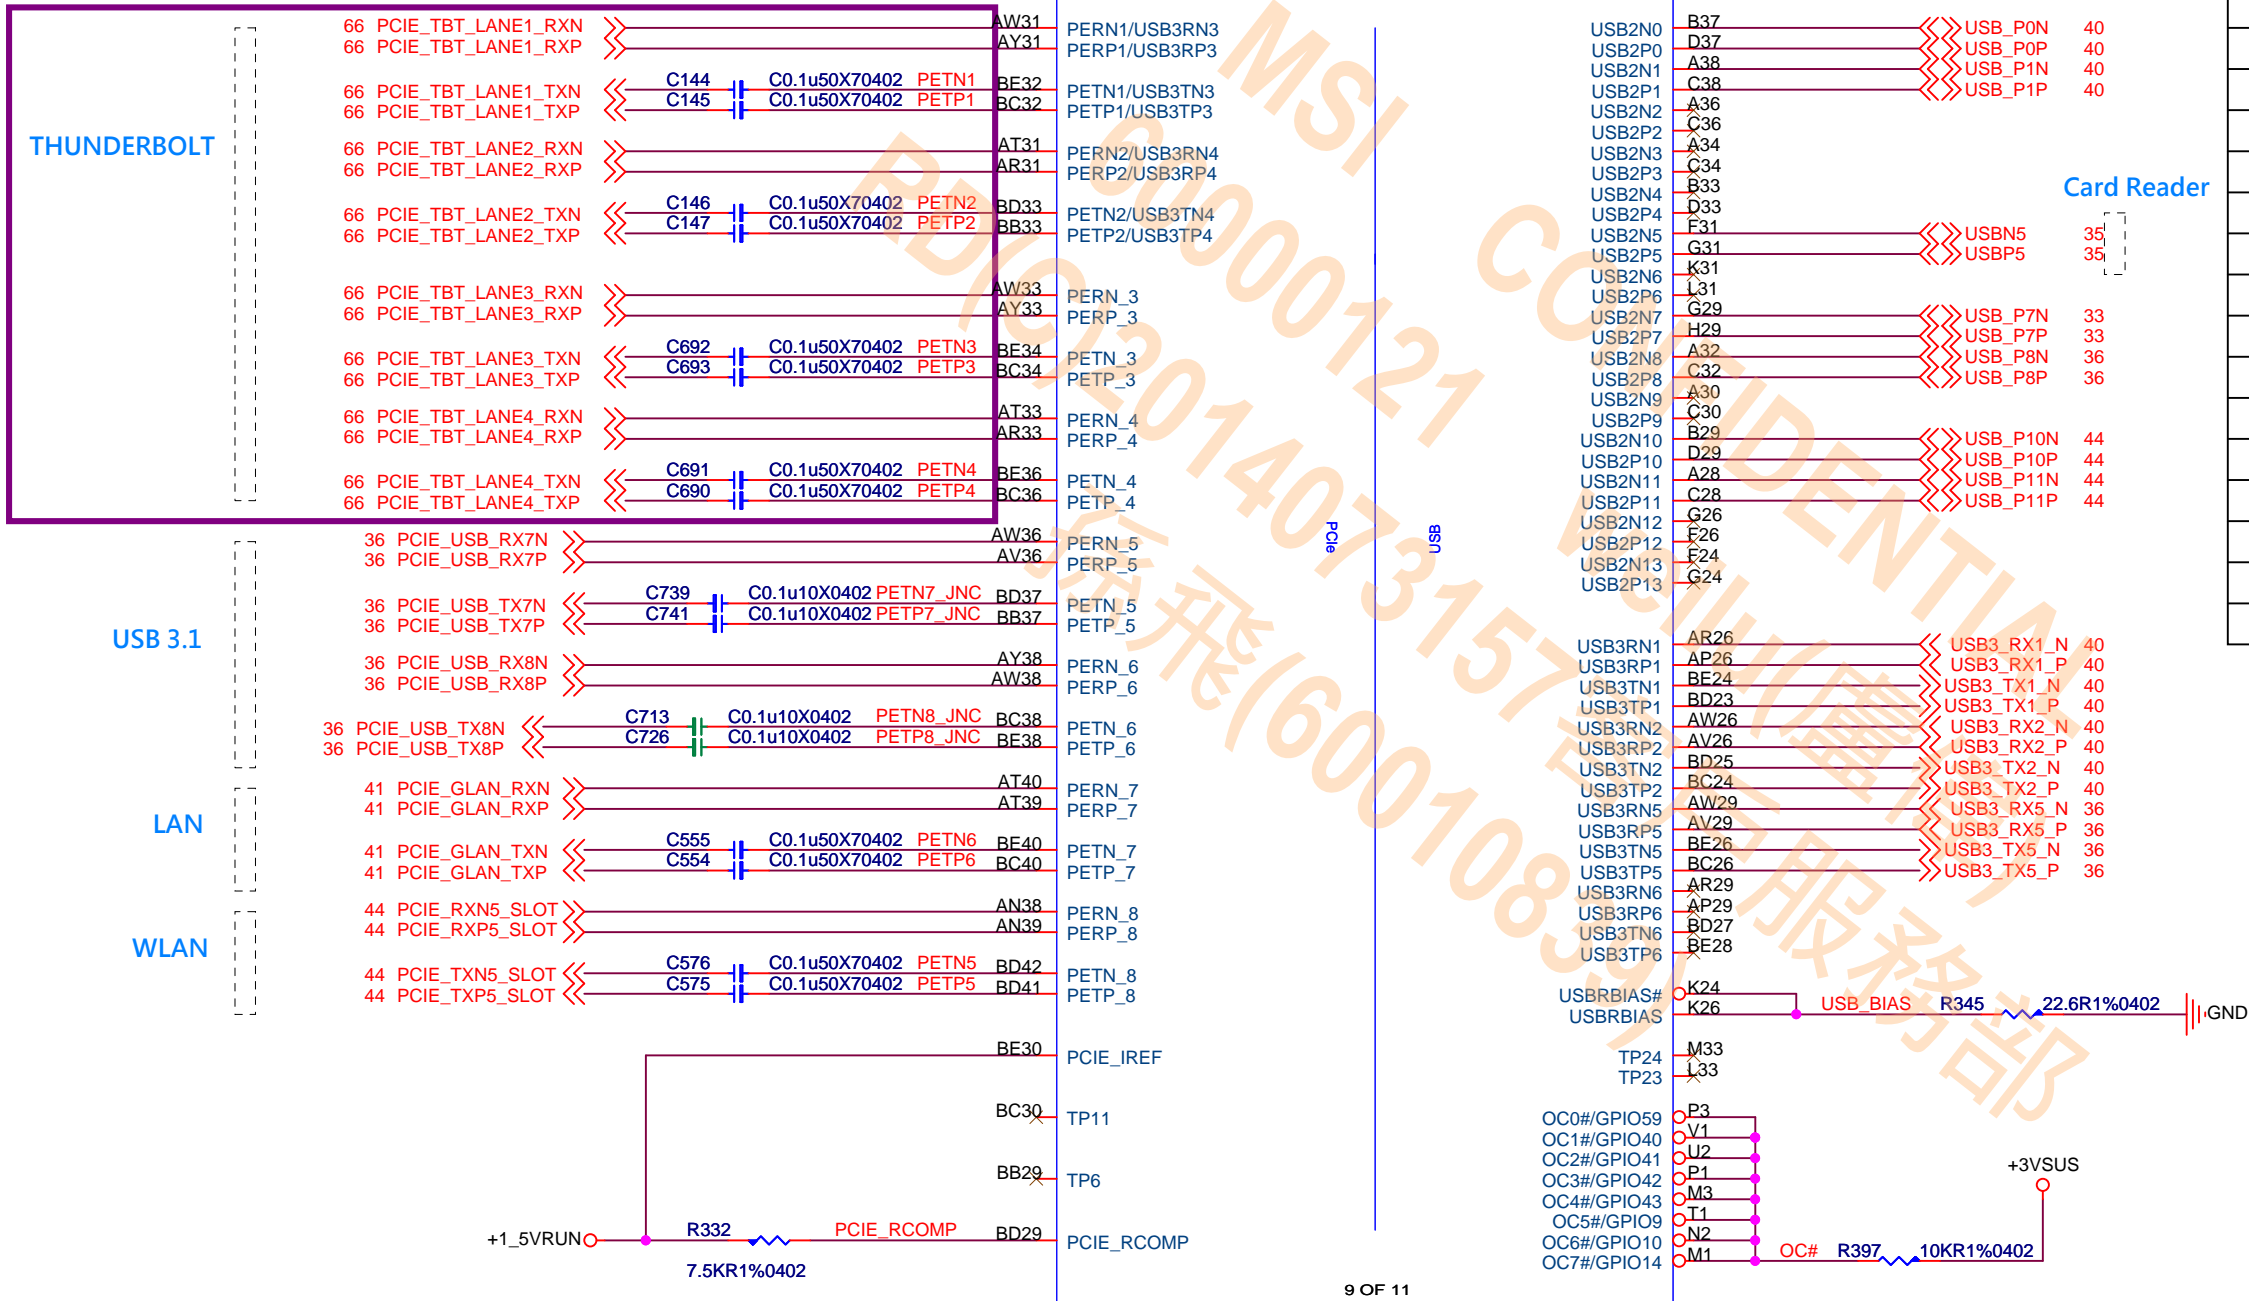 66 PCIE_TBT_LANE1_RXN AW31 PERN1/USB3RN3
66 PCIE_TBT_LANE1_RXP AY31 PERP1/USB3RP3
66 PCIE_TBT_LANE1_TXN C144 C0.1u50X70402 PETN1 BE32 PETN1/USB3TN3
66 PCIE_TBT_LANE1_TXP C145 C0.1u50X70402 PETP1 BC32 PETP1/USB3TP3
THUNDERBOLT
66 PCIE_TBT_LANE2_RXN AT31 PERN2/USB3RN4
66 PCIE_TBT_LANE2_RXP AR31 PERP2/USB3RP4
66 PCIE_TBT_LANE2_TXN C146 C0.1u50X70402 PETN2 BD33 PETN2/USB3TN4
66 PCIE_TBT_LANE2_TXP C147 C0.1u50X70402 PETP2 BB33 PETP2/USB3TP4
66 PCIE_TBT_LANE3_RXN AW33 PERN_3
66 PCIE_TBT_LANE3_RXP AY33 PERP_3
66 PCIE_TBT_LANE3_TXN C692 C0.1u50X70402 PETN3 BE34 PETN_3
66 PCIE_TBT_LANE3_TXP C693 C0.1u50X70402 PETP3 BC34 PETP_3
66 PCIE_TBT_LANE4_RXN AT33 PERN_4
66 PCIE_TBT_LANE4_RXP AR33 PERP_4
66 PCIE_TBT_LANE4_TXN C691 C0.1u50X70402 PETN4 BE36 PETN_4
66 PCIE_TBT_LANE4_TXP C690 C0.1u50X70402 PETP4 BC36 PETP_4
36 PCIE_USB_RX7N AW36 PERN_5
36 PCIE_USB_RX7P AV36 PERP_5
36 PCIE_USB_TX7N C739 C0.1u10X0402 PETN7_JNC BD37 PETN_5
36 PCIE_USB_TX7P C741 C0.1u10X0402 PETP7_JNC BB37 PETP_5
USB 3.1
36 PCIE_USB_RX8N AY38 PERN_6
36 PCIE_USB_RX8P AW38 PERP_6
36 PCIE_USB_TX8N C713 C0.1u10X0402 PETN8_JNC BC38 PETN_6
36 PCIE_USB_TX8P C726 C0.1u10X0402 PETP8_JNC BE38 PETP_6
41 PCIE_GLAN_RXN AT40 PERN_7
41 PCIE_GLAN_RXP AT39 PERP_7
LAN
41 PCIE_GLAN_TXN C555 C0.1u50X70402 PETN6 BE40 PETN_7
41 PCIE_GLAN_TXP C554 C0.1u50X70402 PETP6 BC40 PETP_7
44 PCIE_RXN5_SLOT AN38 PERN_8
44 PCIE_RXP5_SLOT AN39 PERP_8
WLAN
44 PCIE_TXN5_SLOT C576 C0.1u50X70402 PETN5 BD42 PETN_8
44 PCIE_TXP5_SLOT C575 C0.1u50X70402 PETP5 BD41 PETP_8
BE30 PCIE_IREF
BC30 TP11
BB29 TP6
+1_5VRUN R332 PCIE_RCOMP BD29 PCIE_RCOMP
7.5KR1%0402
PCIe
USB
USB2N0 B37 USB_P0N 40
USB2P0 D37 USB_P0P 40
USB2N1 A38 USB_P1N 40
USB2P1 C38 USB_P1P 40
USB2N2 A36
USB2P2 C36
USB2N3 A34
USB2P3 C34
USB2N4 B33
Card Reader
USB2P4 D33
USB2N5 F31 USBN5 35
USB2P5 G31 USBP5 35
USB2N6 K31
USB2P6 L31
USB2N7 G29 USB_P7N 33
USB2P7 H29 USB_P7P 33
USB2N8 A32 USB_P8N 36
USB2P8 C32 USB_P8P 36
USB2N9 A30
USB2P9 C30
USB2N10 B29 USB_P10N 44
USB2P10 D29 USB_P10P 44
USB2N11 A28 USB_P11N 44
USB2P11 C28 USB_P11P 44
USB2N12 G26
USB2P12 F26
USB2N13 F24
USB2P13 G24
USB3RN1 AR26 USB3_RX1_N 40
USB3RP1 AP26 USB3_RX1_P 40
USB3TN1 BE24 USB3_TX1_N 40
USB3TP1 BD23 USB3_TX1_P 40
USB3RN2 AW26 USB3_RX2_N 40
USB3RP2 AV26 USB3_RX2_P 40
USB3TN2 BD25 USB3_TX2_N 40
USB3TP2 BC24 USB3_TX2_P 40
USB3RN5 AW29 USB3_RX5_N 36
USB3RP5 AV29 USB3_RX5_P 36
USB3TN5 BE26 USB3_TX5_N 36
USB3TP5 BC26 USB3_TX5_P 36
USB3RN6 AR29
USB3RP6 AP29
USB3TN6 BD27
USB3TP6 BE28
USBRBIAS# K24
USBRBIAS K26 USB_BIAS R345 22.6R1%0402 GND
TP24 M33
TP23 L33
OC0#/GPIO59 P3
OC1#/GPIO40 V1
OC2#/GPIO41 U2
OC3#/GPIO42 P1
+3VSUS
OC4#/GPIO43 M3
OC5#/GPIO9 T1
OC6#/GPIO10 N2
OC7#/GPIO14 M1 OC# R397 10KR1%0402
9 OF 11
MSI CONFIDENTIAL
60000121
RD(C)2014073157客戶服務部
孫飛(60010839)